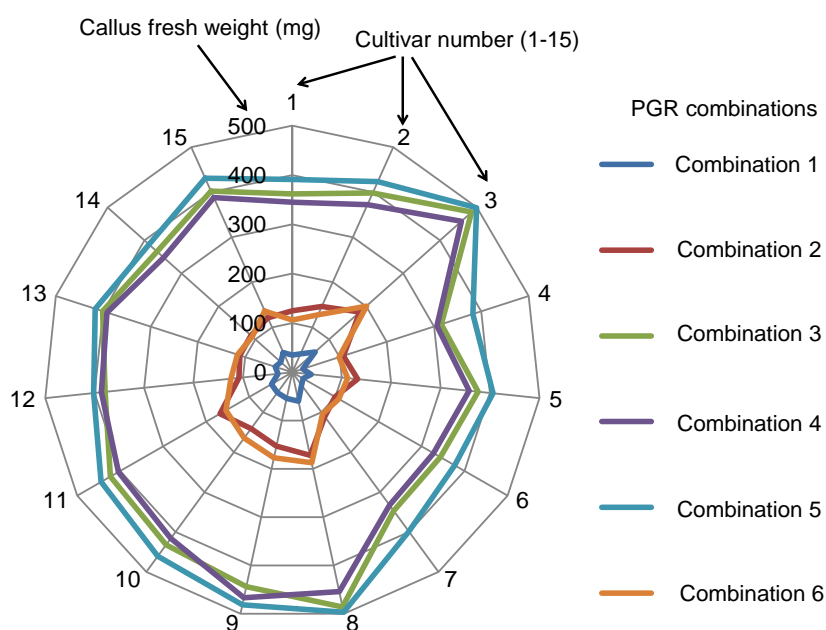 Callus fresh weight (mg)
Cultivar number (1-15)
1
2
3
4
5
6
7
8
9
10
11
12
13
14
15
500
400
300
200
100
0
PGR combinations
Combination 1
Combination 2
Combination 3
Combination 4
Combination 5
Combination 6